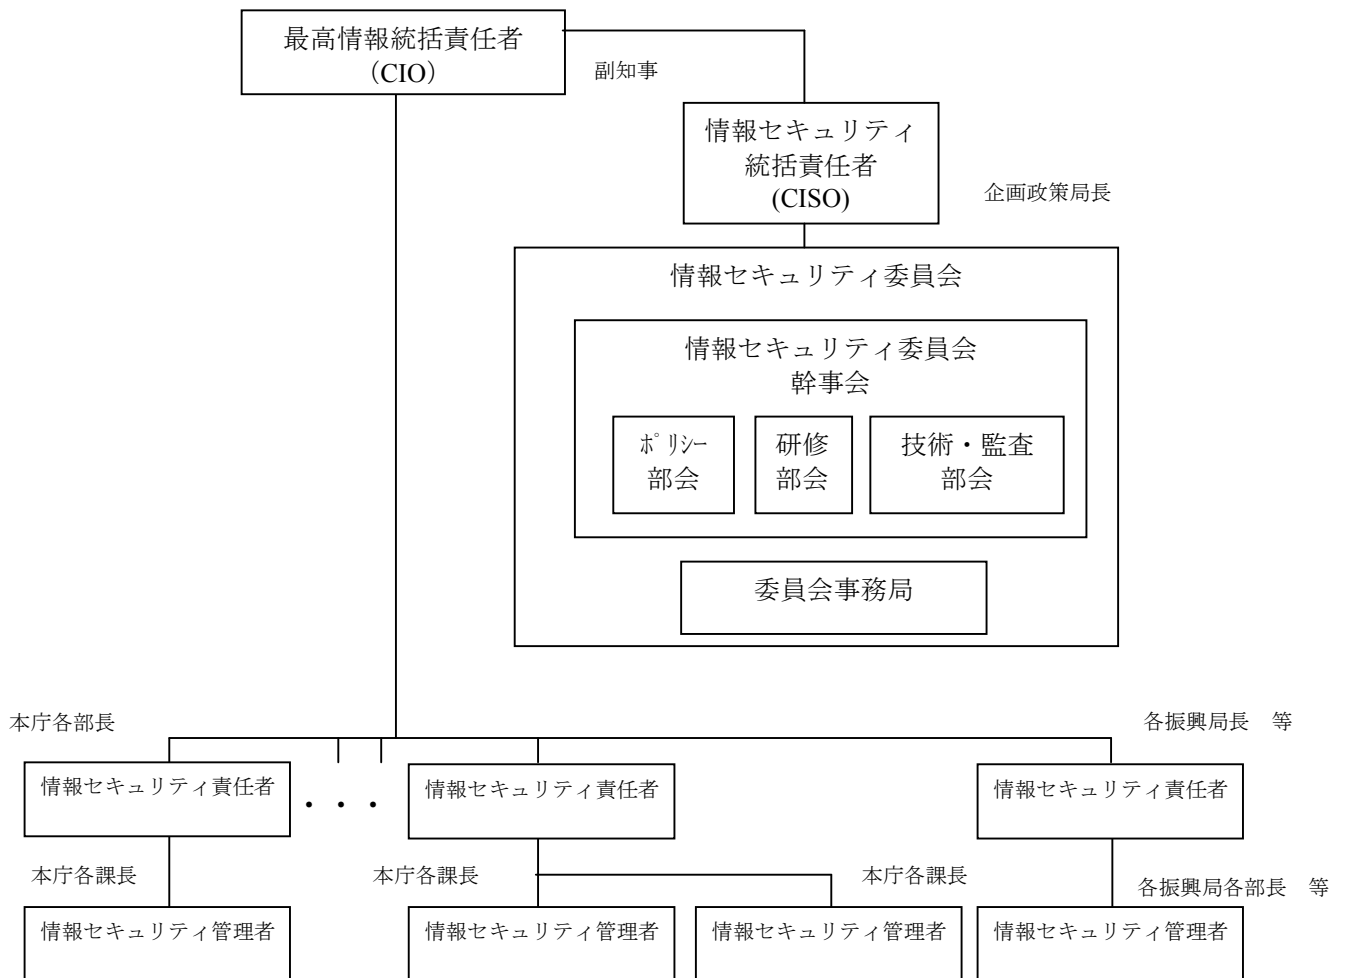 最高情報統括責任者
（CIO）
副知事
情報セキュリティ
統括責任者
(CISO)
企画政策局長
情報セキュリティ委員会
情報セキュリティ委員会
幹事会
ﾎﾟﾘｼｰ
部会
研修
部会
技術・監査
部会
委員会事務局
本庁各部長
各振興局長　等
情報セキュリティ責任者
・・・
情報セキュリティ責任者
情報セキュリティ責任者
本庁各課長
本庁各課長
本庁各課長
各振興局各部長　等
情報セキュリティ管理者
情報セキュリティ管理者
情報セキュリティ管理者
情報セキュリティ管理者